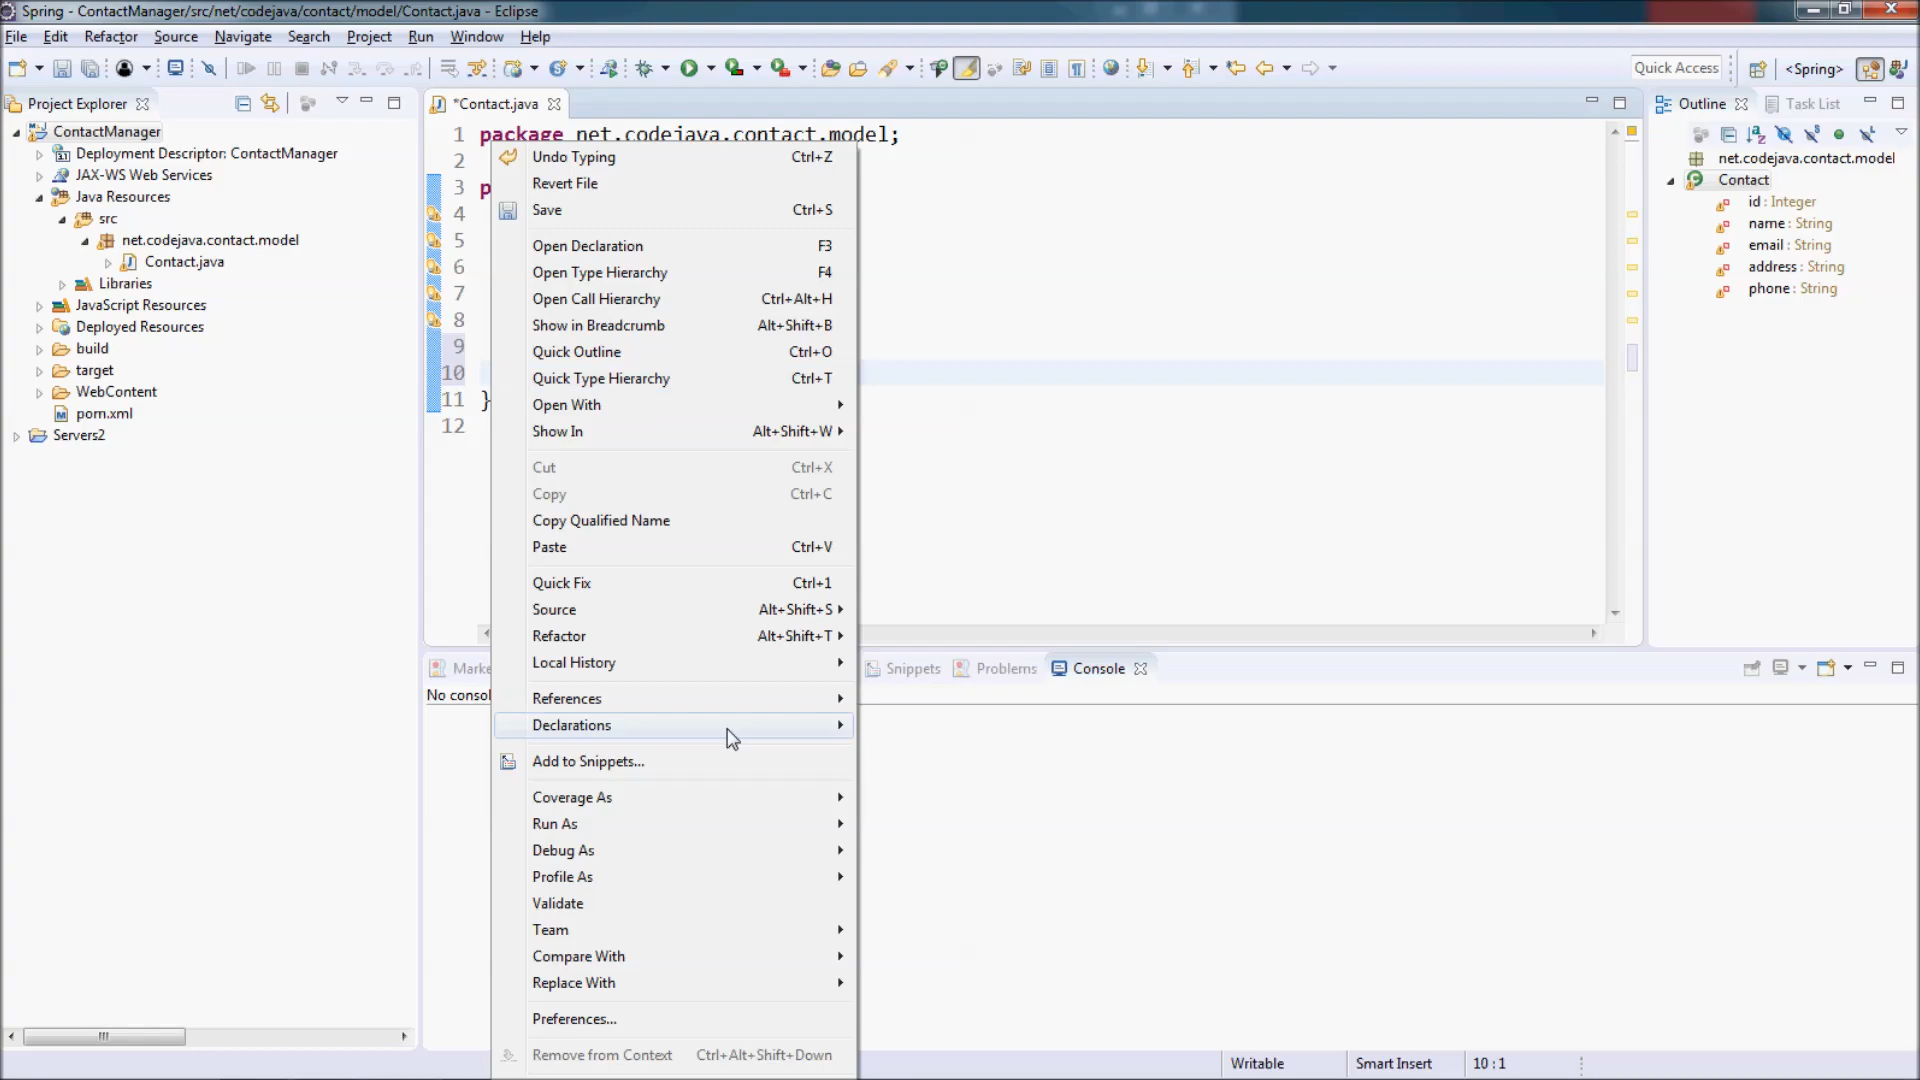 Spring - ContactManager/src/net/codejava/contact/model/Contact.java - Eclipse
File Edit Refactor Source Navigate Search Project Run Window Help
Quick Access
<Spring>
Project Explorer
ContactManager
Deployment Descriptor: ContactManager
JAX-WS Web Services
Java Resources
src
net.codejava.contact.model
Contact.java
Libraries
JavaScript Resources
Deployed Resources
build
target
WebContent
pom.xml
Servers2
*Contact.java
1 package net.codejava.contact.model;
2
3 p
4
5
6
7
8
9
10
11 }
12
Undo Typing Ctrl+Z
Revert File
Save Ctrl+S
Open Declaration F3
Open Type Hierarchy F4
Open Call Hierarchy Ctrl+Alt+H
Show in Breadcrumb Alt+Shift+B
Quick Outline Ctrl+O
Quick Type Hierarchy Ctrl+T
Open With
Show In Alt+Shift+W
Cut Ctrl+X
Copy Ctrl+C
Copy Qualified Name
Paste Ctrl+V
Quick Fix Ctrl+1
Source Alt+Shift+S
Refactor Alt+Shift+T
Local History
References
Declarations
Add to Snippets...
Coverage As
Run As
Debug As
Profile As
Validate
Team
Compare With
Replace With
Preferences...
Remove from Context Ctrl+Alt+Shift+Down
Outline Task List
net.codejava.contact.model
Contact
id : Integer
name : String
email : String
address : String
phone : String
Marke
Snippets Problems Console
No consol
Writable Smart Insert 10 : 1